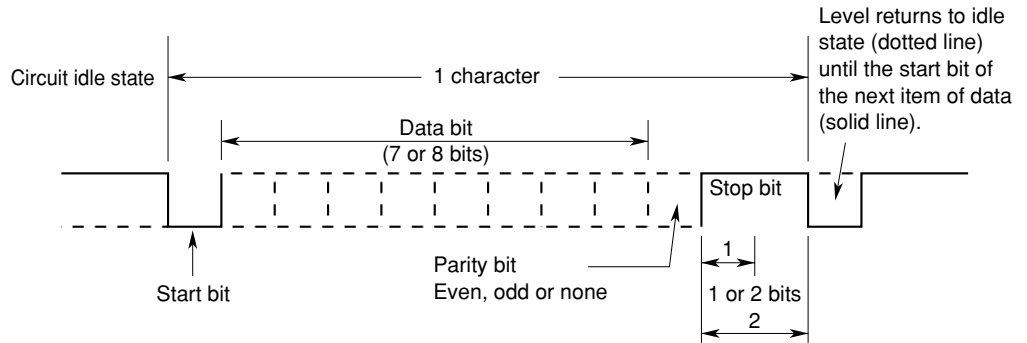 Level returns to idle
state (dotted line)
until the start bit of
the next item of data
(solid line).
Circuit idle state
1 character
Data bit
(7 or 8 bits)
Stop bit
1
Parity bit
Even, odd or none
Start bit
1 or 2 bits
2